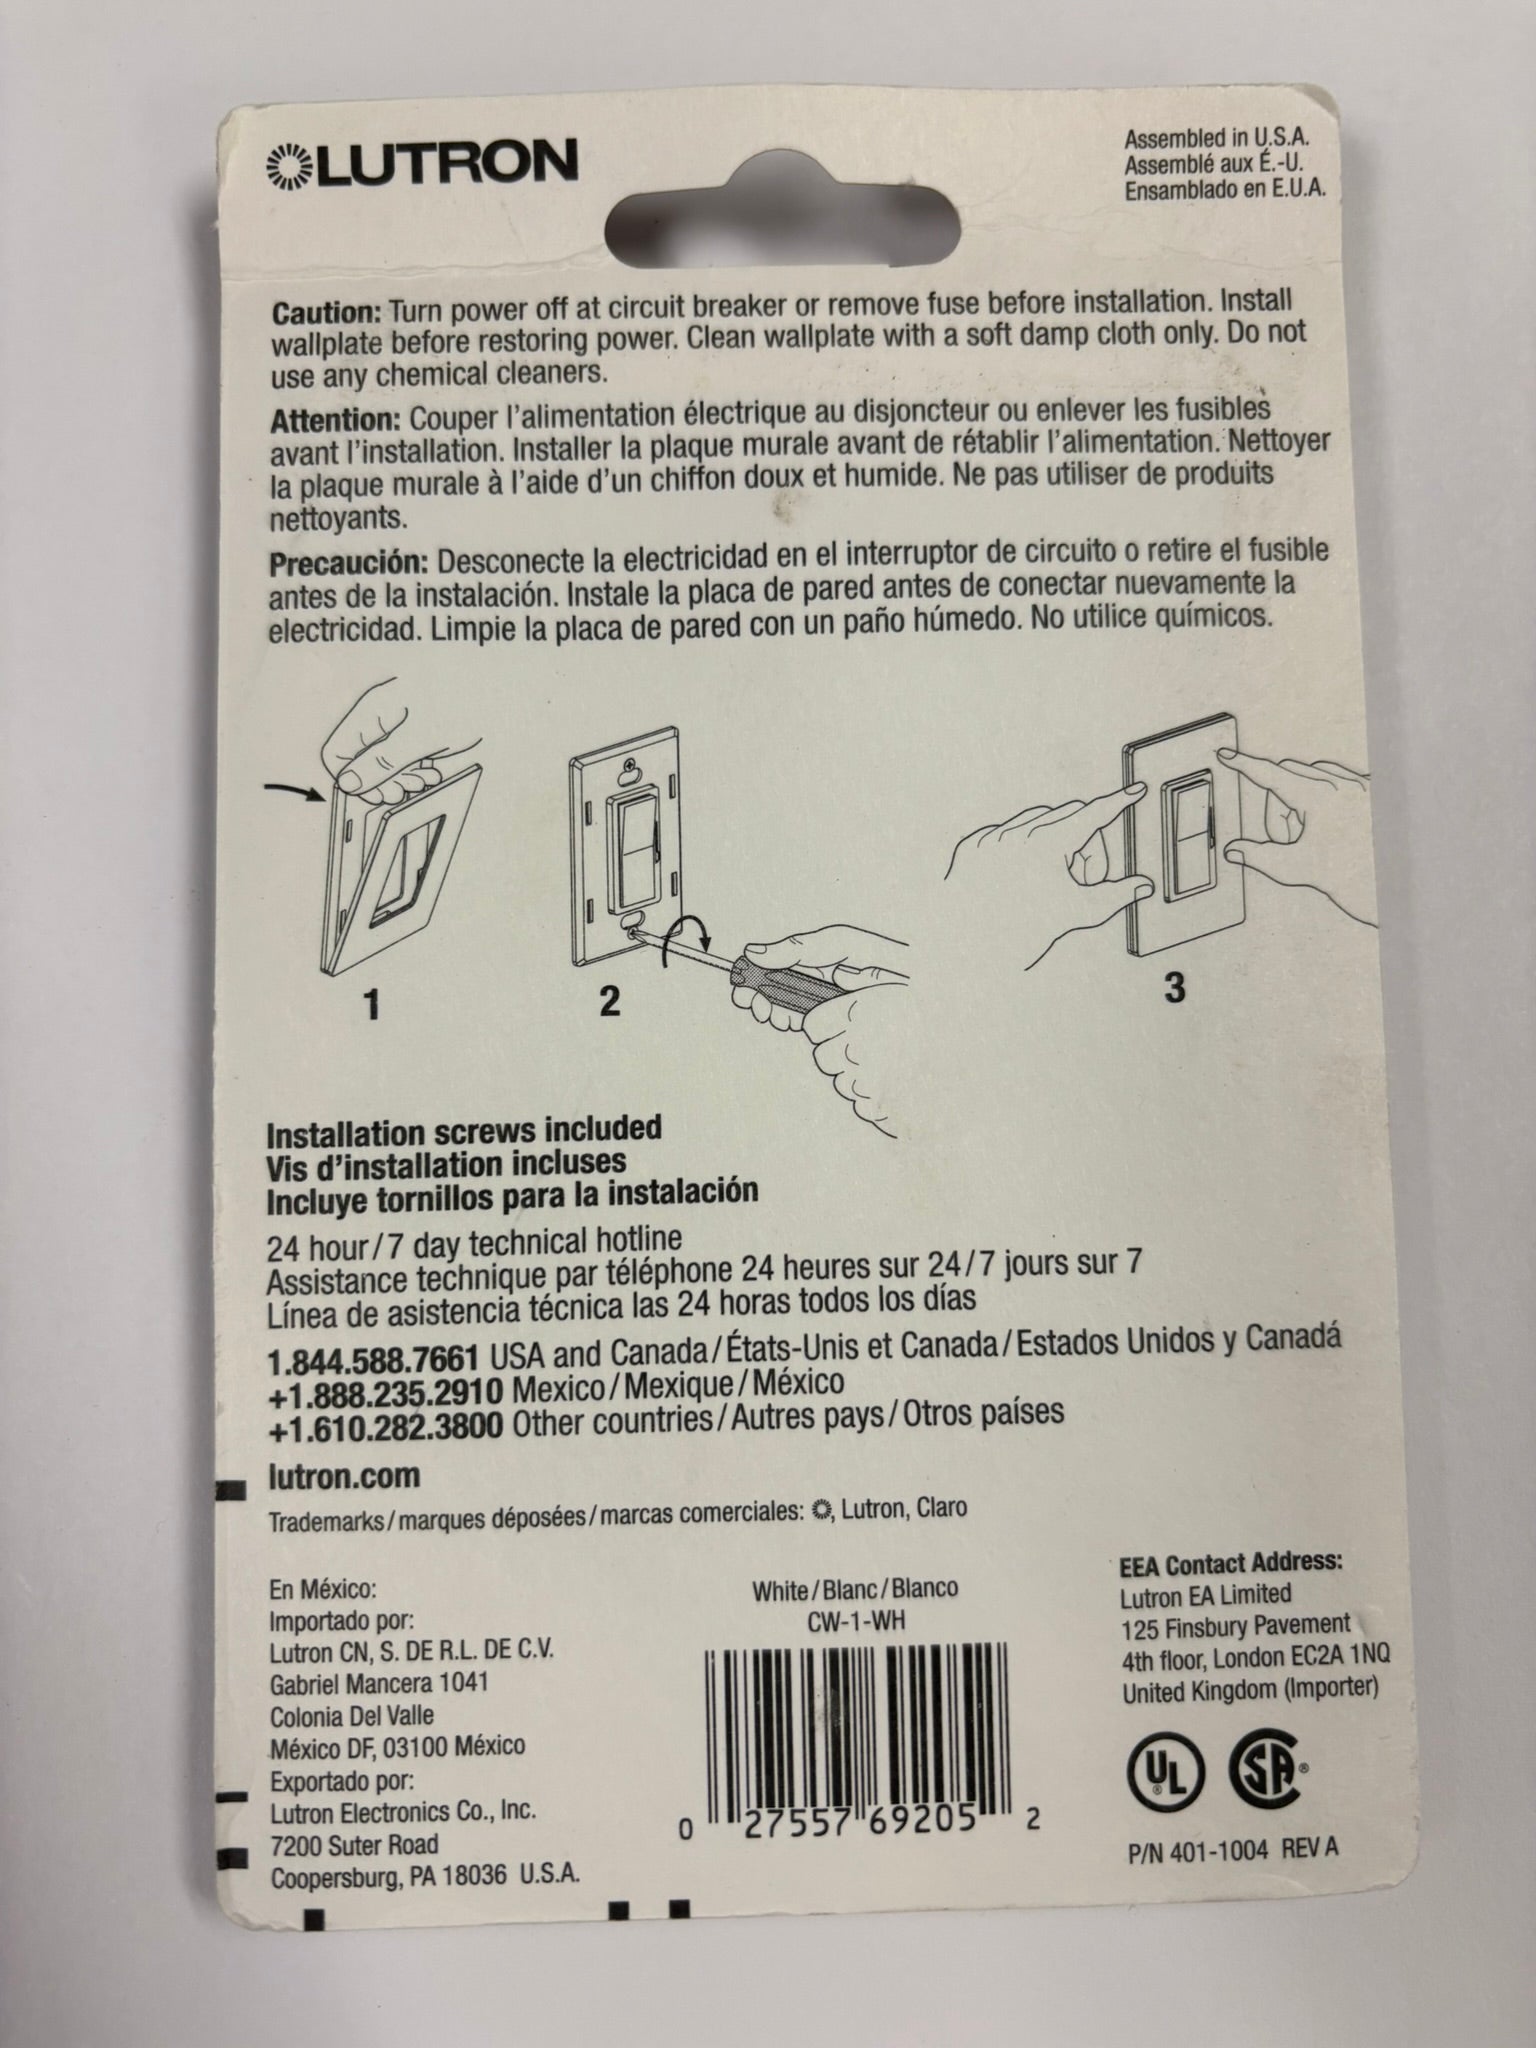 LUTRON
Assembled in U.S.A.
Assemblé aux É.-U.
Ensamblado en E.U.A.
Caution: Turn power off at circuit breaker or remove fuse before installation. Install
wallplate before restoring power. Clean wallplate with a soft damp cloth only. Do not
use any chemical cleaners.
Attention: Couper l'alimentation électrique au disjoncteur ou enlever les fusibles
avant l'installation. Installer la plaque murale avant de rétablir l'alimentation. Nettoyer
la plaque murale à l'aide d'un chiffon doux et humide. Ne pas utiliser de produits
nettoyants.
Precaución: Desconecte la electricidad en el interruptor de circuito o retire el fusible
antes de la instalación. Instale la placa de pared antes de conectar nuevamente la
electricidad. Limpie la placa de pared con un paño húmedo. No utilice químicos.
1
2
3
Installation screws included
Vis d'installation incluses
Incluye tornillos para la instalación
24 hour/7 day technical hotline
Assistance technique par téléphone 24 heures sur 24/7 jours sur 7
Línea de asistencia técnica las 24 horas todos los días
1.844.588.7661 USA and Canada/États-Unis et Canada/Estados Unidos y Canadá
+1.888.235.2910 Mexico/Mexique/México
+1.610.282.3800 Other countries/Autres pays/Otros países
lutron.com
Trademarks/marques déposées/marcas comerciales: , Lutron, Claro
En México:
Importado por:
Lutron CN, S. DE R.L. DE C.V.
Gabriel Mancera 1041
Colonia Del Valle
México DF, 03100 México
Exportado por:
Lutron Electronics Co., Inc.
7200 Suter Road
Coopersburg, PA 18036 U.S.A.
White/Blanc/Blanco
CW-1-WH
0 27557 69205 2
EEA Contact Address:
Lutron EA Limited
125 Finsbury Pavement
4th floor, London EC2A 1NQ
United Kingdom (Importer)
UL® SA®
P/N 401-1004 REV A